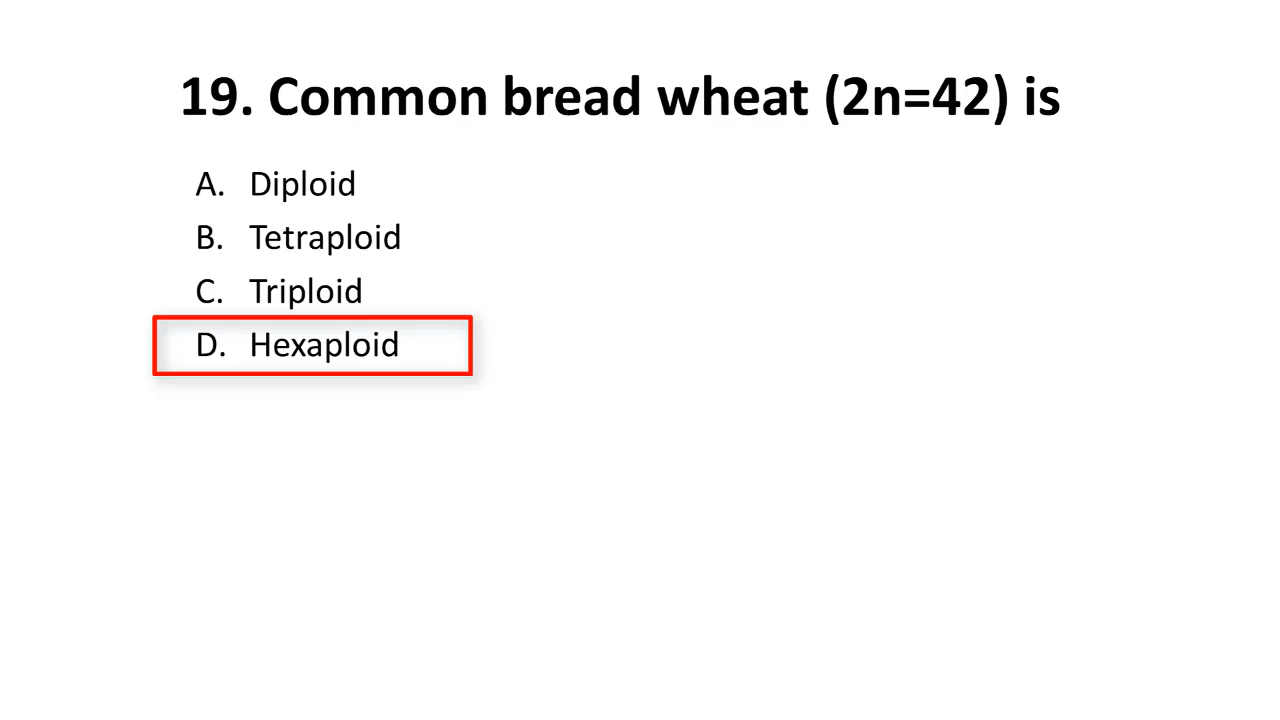 19. Common bread wheat (2n=42) is
A. Diploid
B. Tetraploid
C. Triploid
D. Hexaploid